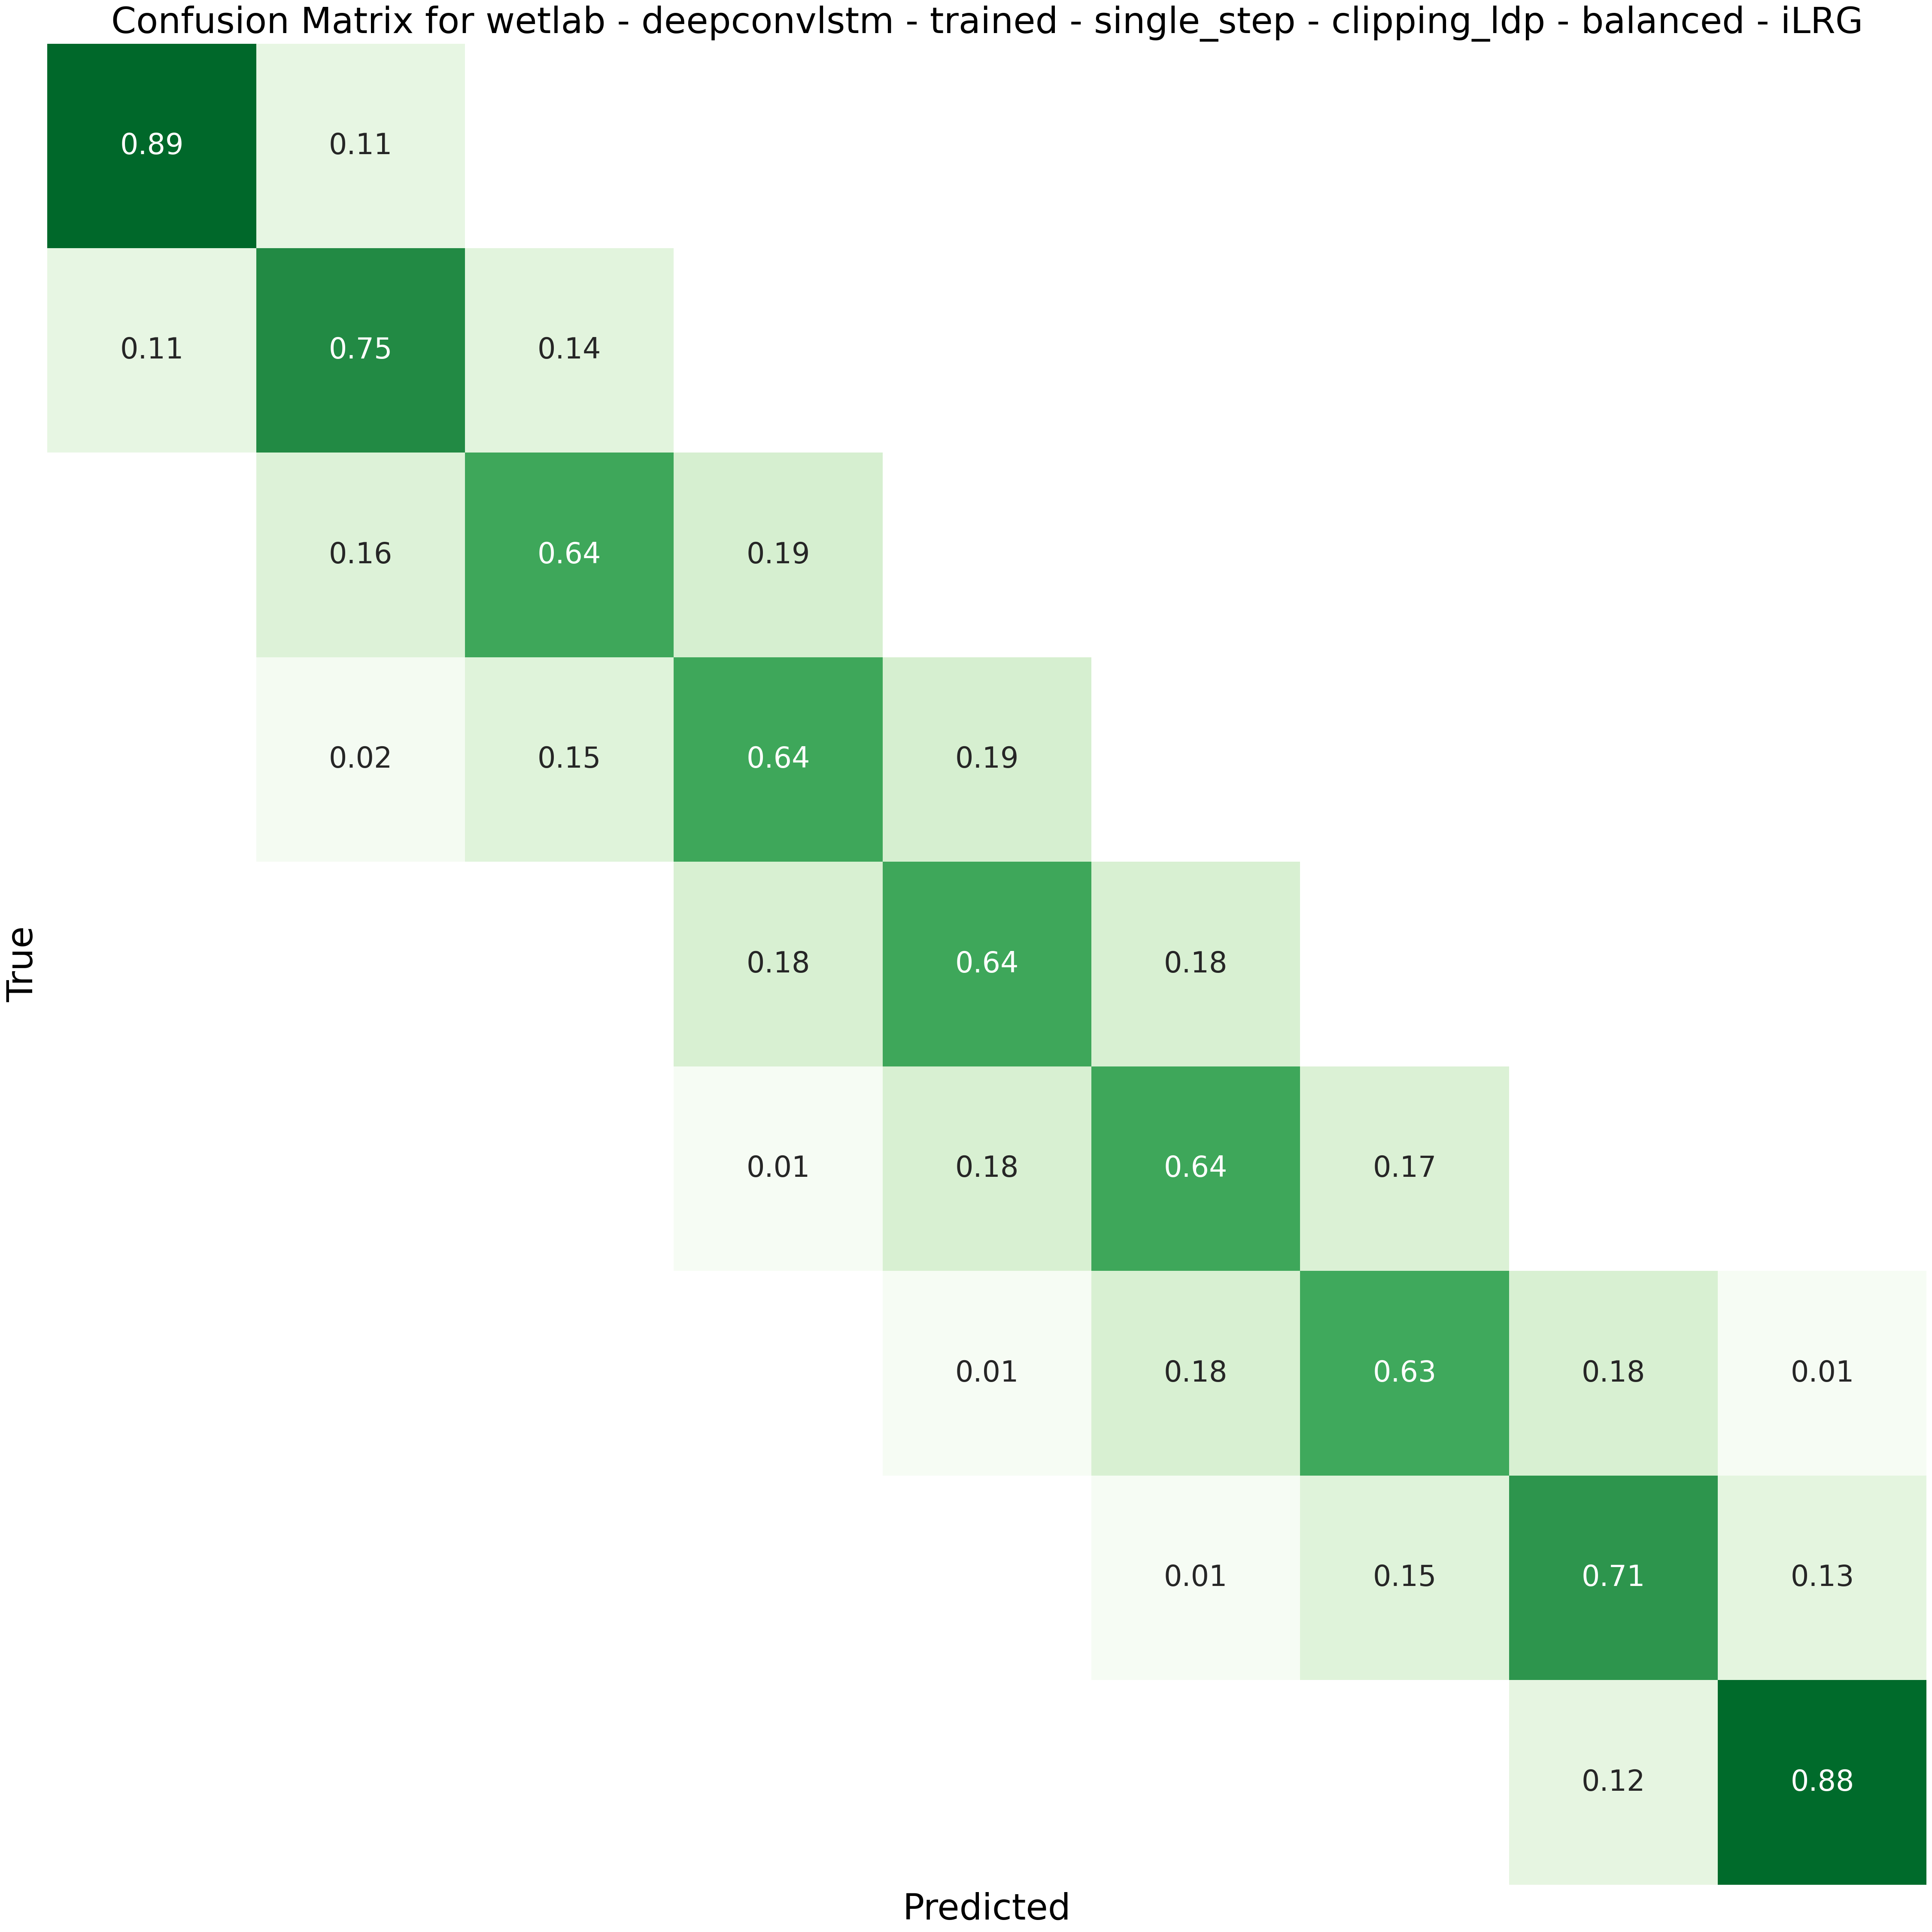 Confusion Matrix for wetlab - deepconvlstm - trained - single_step - clipping_ldp - balanced - iLRG
0.89 0.11
0.11 0.75 0.14
0.16 0.64 0.19
0.02 0.15 0.64 0.19
0.18 0.64 0.18
0.01 0.18 0.64 0.17
0.01 0.18 0.63 0.18 0.01
0.01 0.15 0.71 0.13
0.12 0.88
True
Predicted